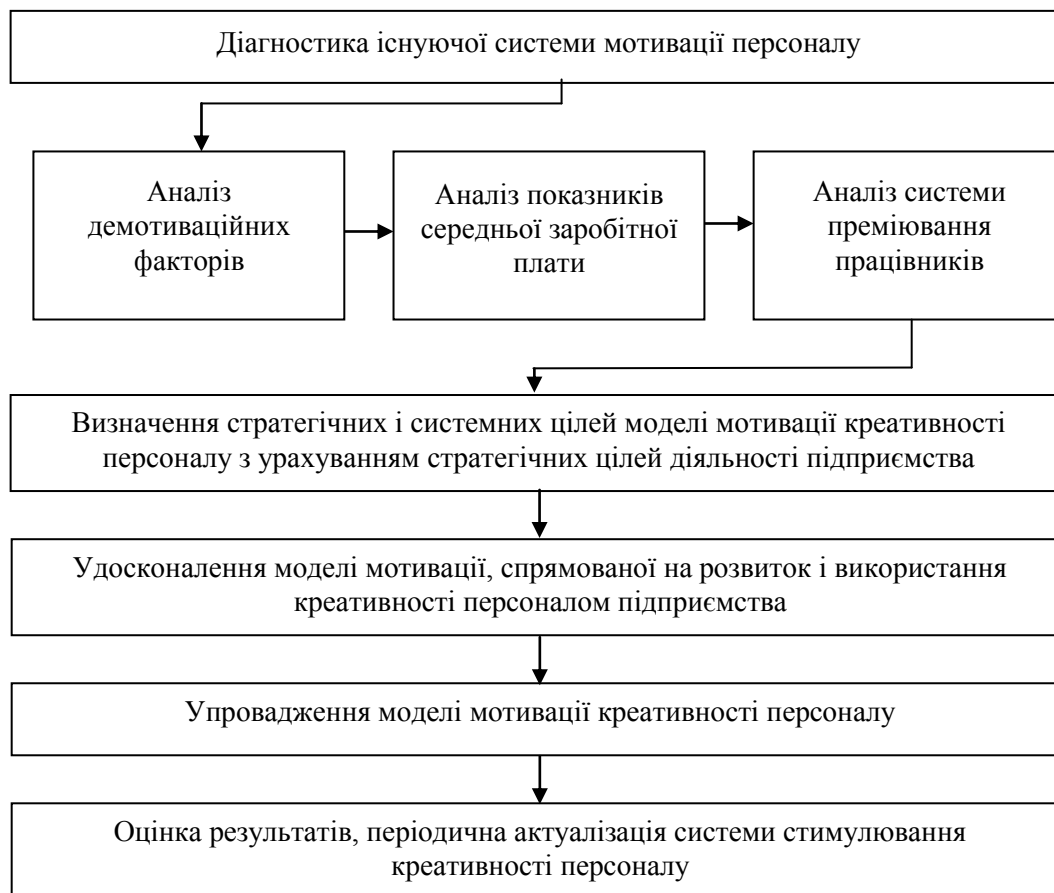 Діагностика існуючої системи мотивації персоналу
Аналіз
демотиваційних
факторів
Аналіз показників
середньої заробітної
плати
Аналіз системи
преміювання
працівників
Визначення стратегічних і системних цілей моделі мотивації креативності
персоналу з урахуванням стратегічних цілей діяльності підприємства
Удосконалення моделі мотивації, спрямованої на розвиток і використання
креативності персоналом підприємства
Упровадження моделі мотивації креативності персоналу
Оцінка результатів, періодична актуалізація системи стимулювання
креативності персоналу